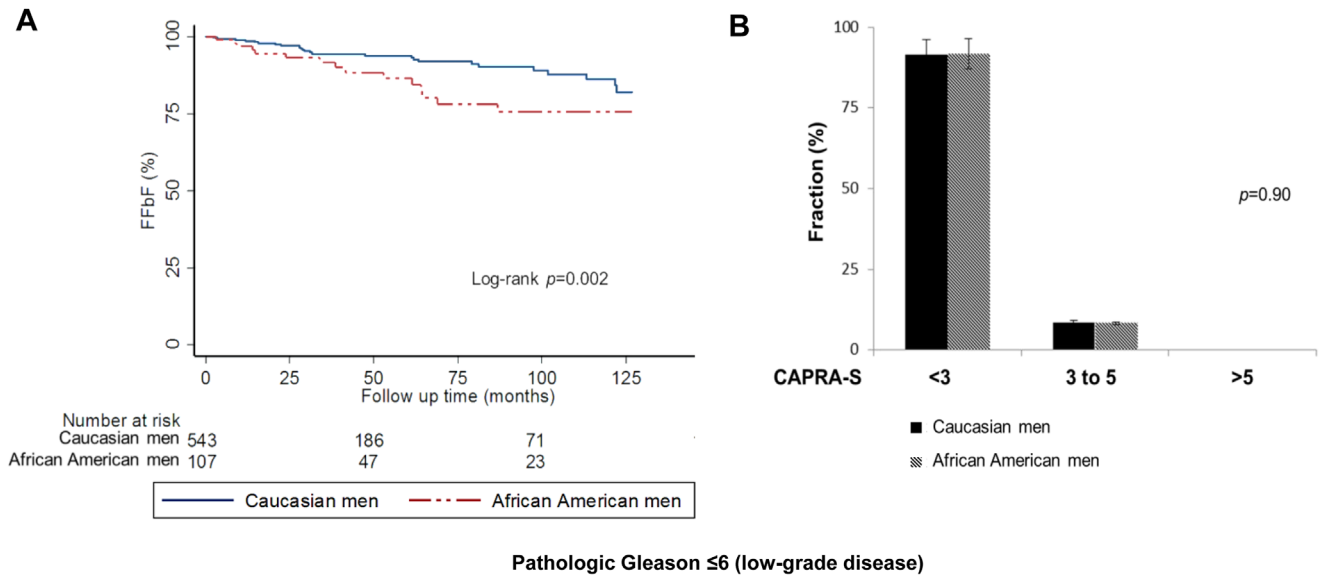 A
FFbF (%)
100
75
50
25
0
Log-rank p=0.002
0 25 50 75 100 125
Follow up time (months)
Number at risk
Caucasian men 543 186 71
African American men 107 47 23
Caucasian men African American men
B
Fraction (%)
100
75
50
25
0
p=0.90
CAPRA-S <3 3 to 5 >5
Caucasian men
African American men
Pathologic Gleason ≤6 (low-grade disease)